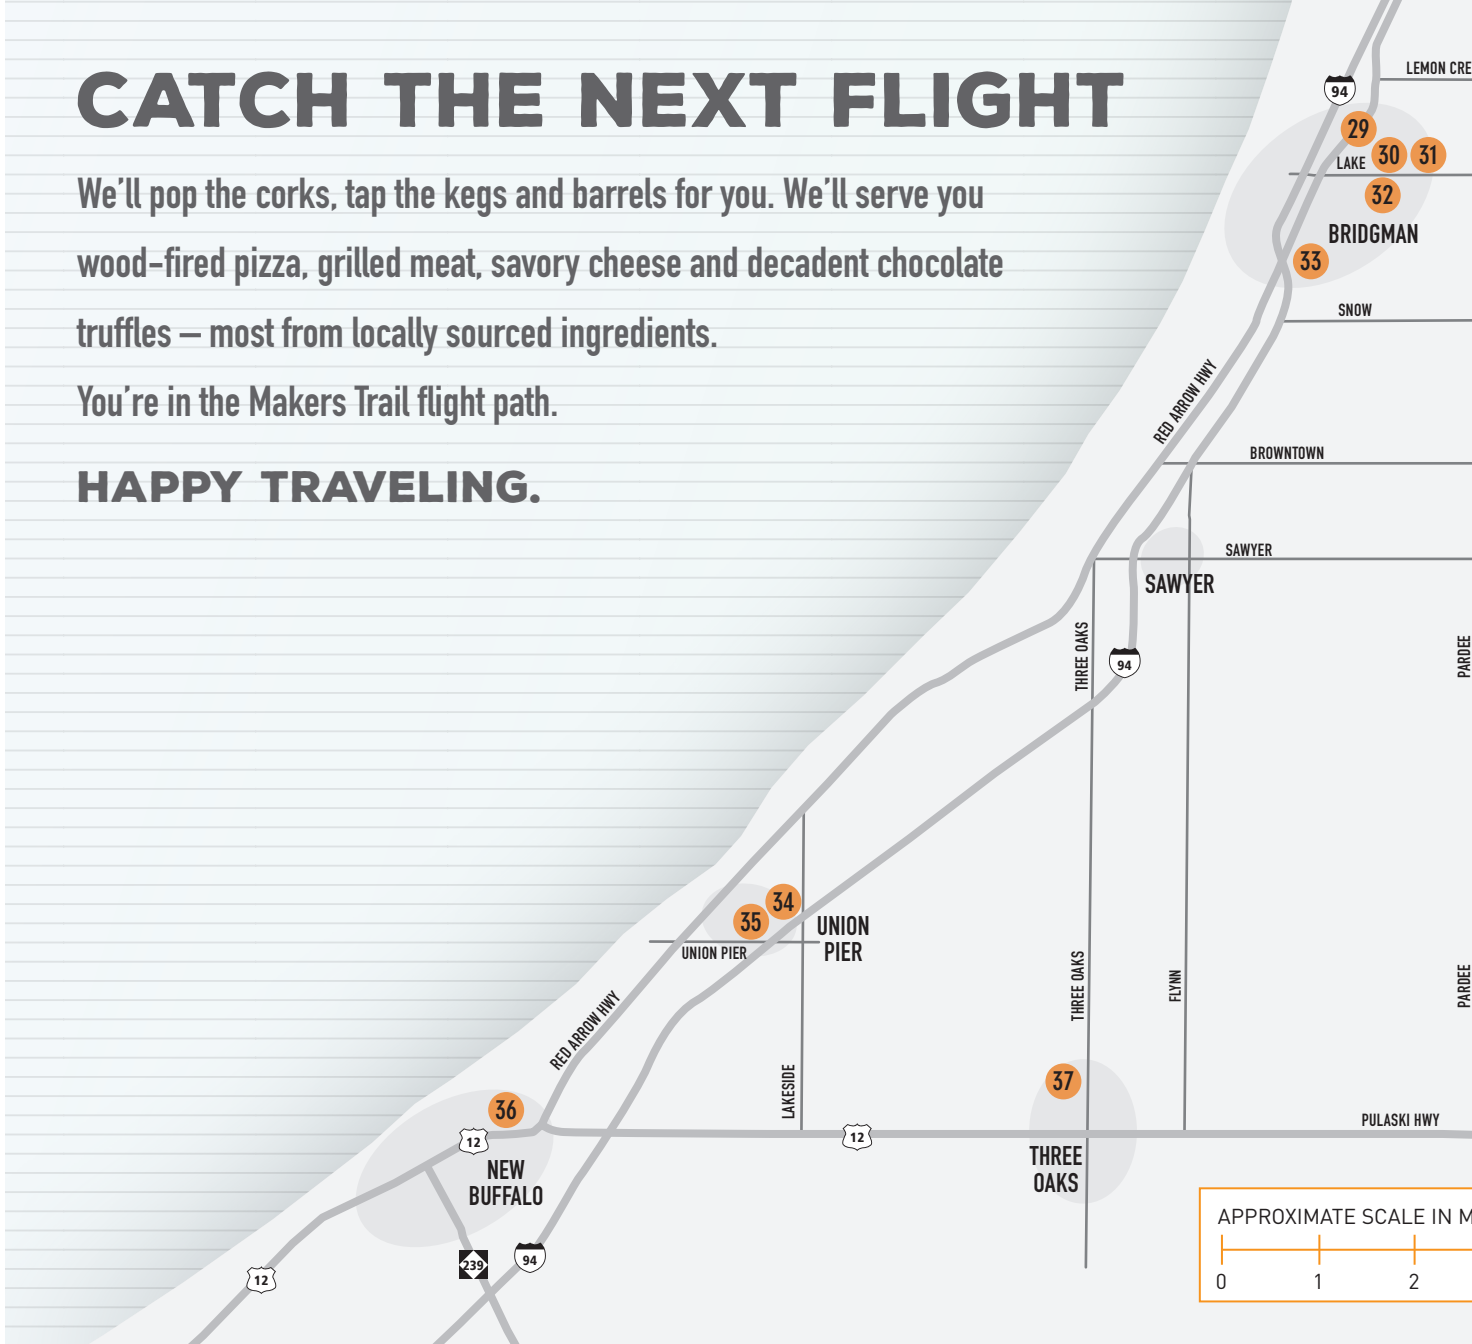 CATCH THE NEXT FLIGHT
We'll pop the corks, tap the kegs and barrels for you. We'll serve you
wood-fired pizza, grilled meat, savory cheese and decadent chocolate
truffles – most from locally sourced ingredients.
You're in the Makers Trail flight path.
HAPPY TRAVELING.
LEMON CRE
94
29
LAKE
30
31
32
BRIDGMAN
33
SNOW
RED ARROW HWY
BROWNTOWN
SAWYER
SAWYER
THREE OAKS
94
PARDEE
34
35
UNION
PIER
UNION PIER
THREE OAKS
FLYNN
PARDEE
RED ARROW HWY
LAKESIDE
37
36
12
12
PULASKI HWY
NEW
BUFFALO
THREE
OAKS
239
94
12
APPROXIMATE SCALE IN M
0
1
2